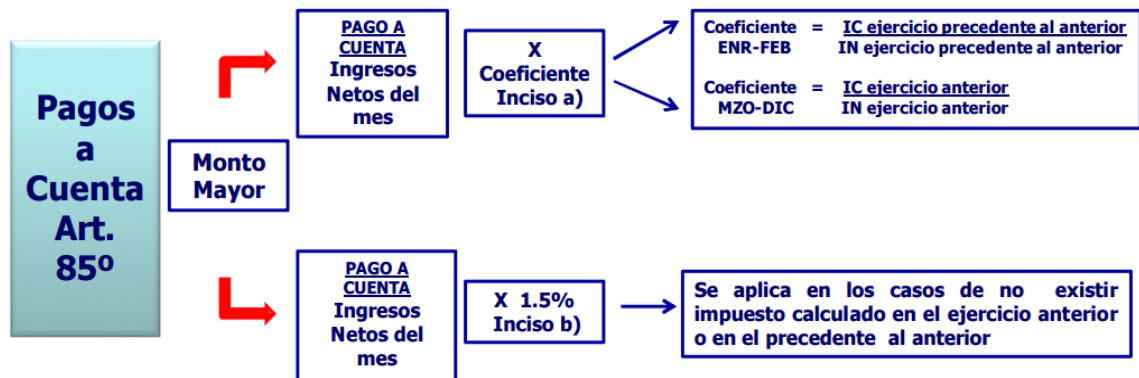 Pagos
a
Cuenta
Art.
85º
Monto
Mayor
PAGO A
CUENTA
Ingresos
Netos del
mes
X
Coeficiente
Inciso a)
Coeficiente = IC ejercicio precedente al anterior
ENR-FEB IN ejercicio precedente al anterior
Coeficiente = IC ejercicio anterior
MZO-DIC IN ejercicio anterior
PAGO A
CUENTA
Ingresos
Netos del
mes
X 1.5%
Inciso b)
Se aplica en los casos de no existir
impuesto calculado en el ejercicio anterior
o en el precedente al anterior